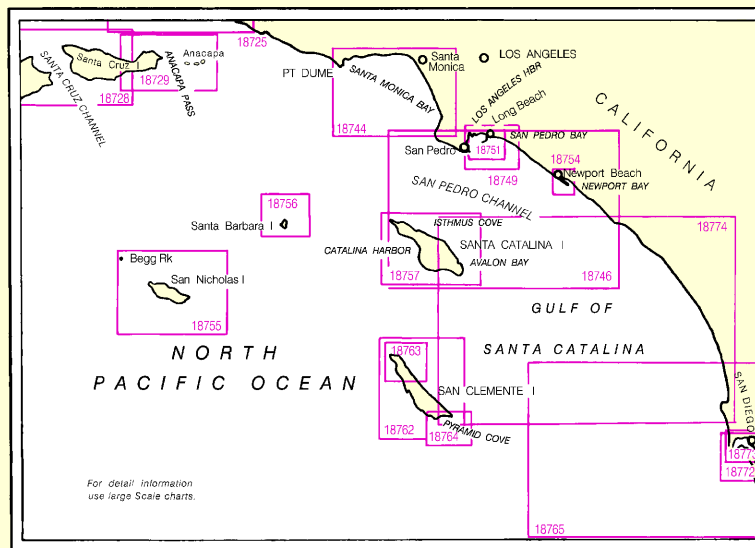 18725
Santa Cruz I
Anacapa
18729
18728
SANTA CRUZ CHANNEL
ANACAPA PASS
PT DUME
Santa
Monica
LOS ANGELES
SANTA MONICA BAY
18744
LOS ANGELES HBR
Long Beach
CALIFORNIA
San Pedro
18751
SAN PEDRO BAY
18749
18754
Newport Beach
NEWPORT BAY
SAN PEDRO CHANNEL
18756
Santa Barbara I
ISTHMUS COVE
18774
CATALINA HARBOR
SANTA CATALINA I
AVALON BAY
18757
18746
Begg Rk
San Nicholas I
18755
GULF OF
SANTA CATALINA
NORTH
PACIFIC OCEAN
18763
SAN CLEMENTE I
18762
18764
PYRAMID COVE
SAN DIEGO
18773
18772
For detail information
use large Scale charts.
18765